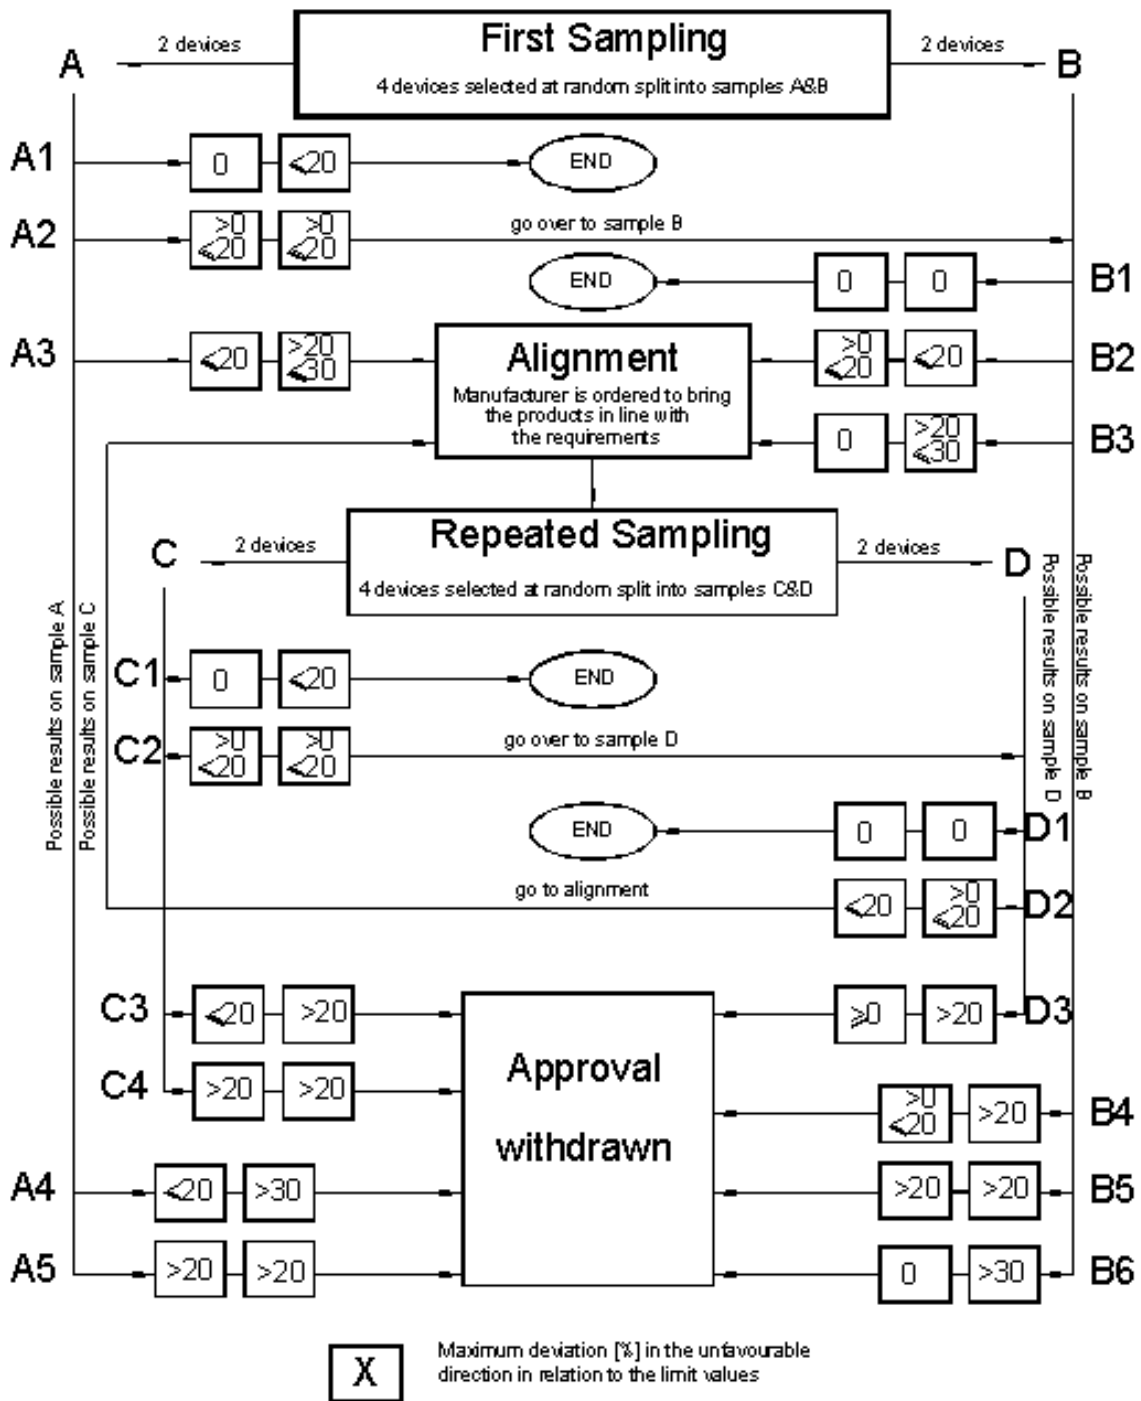 First Sampling
4 devices selected at random split into samples A&B
A 2 devices 2 devices B
A1 0 ⩽20 END
A2 >0 ⩽20 >0 ⩽20 go over to sample B
END 0 0 B1
A3 ⩽20 >20 ⩽30
Alignment
Manufacturer is ordered to bring
the products in line with
the requirements
>0 ⩽20 ⩽20 B2
0 >20 ⩽30 B3
Repeated Sampling
4 devices selected at random split into samples C&D
C 2 devices 2 devices D
Possible results on sample A
Possible results on sample C
Possible results on sample D
Possible results on sample B
C1 0 ⩽20 END
C2 >0 ⩽20 >0 ⩽20 go over to sample D
END 0 0 D1
go to alignment ⩽20 >0 ⩽20 D2
C3 ⩽20 >20
⩾0 >20 D3
C4 >20 >20
Approval
withdrawn
>0 ⩽20 >20 B4
A4 ⩽20 >30
>20 >20 B5
A5 >20 >20
0 >30 B6
X
Maximum deviation [%] in the unfavourable
direction in relation to the limit values